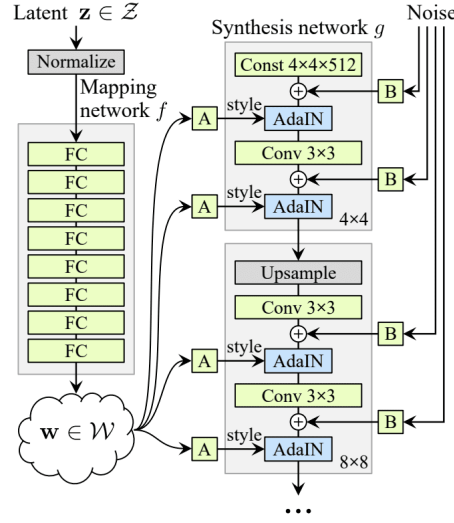 Latent z ∈ Z
Normalize
Mapping
network f
FC
FC
FC
FC
FC
FC
FC
FC
w ∈ W
Synthesis network g
Noise
Const 4×4×512
B
A
style
AdaIN
Conv 3×3
B
A
style
AdaIN
4×4
Upsample
Conv 3×3
B
A
style
AdaIN
Conv 3×3
B
A
style
AdaIN
8×8
...